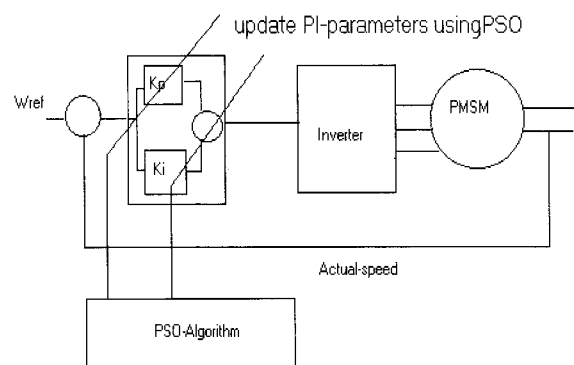 update PI-parameters usingPSO
Kp
Wref
PMSM
Inverter
Ki
Actual-speed
PSO-Algorithm